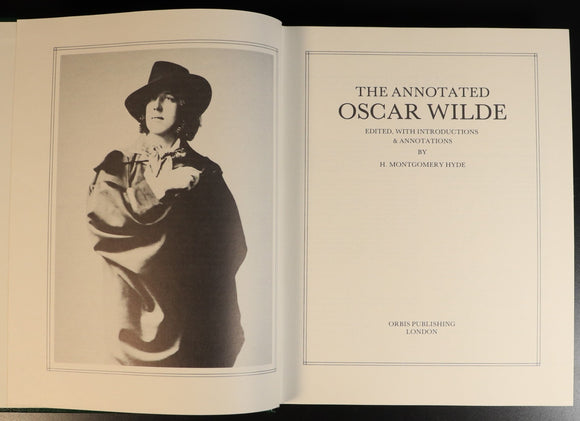 THE ANNOTATED
OSCAR WILDE
EDITED, WITH INTRODUCTIONS
& ANNOTATIONS
BY
H. MONTGOMERY HYDE
ORBIS PUBLISHING
LONDON